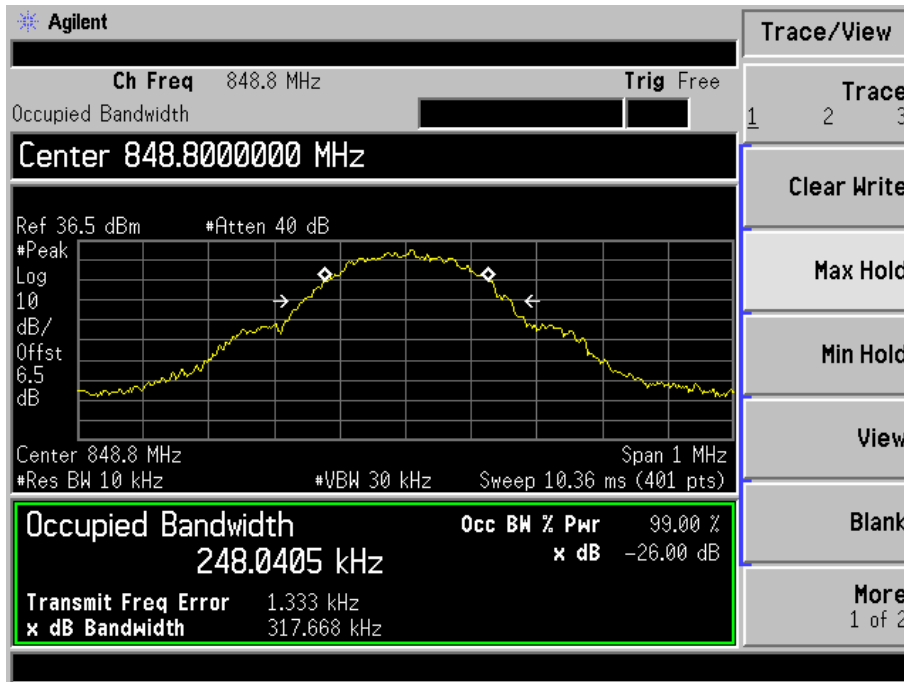 Agilent
Trace/View
Ch Freq 848.8 MHz Trig Free
Occupied Bandwidth
Center 848.8000000 MHz
Ref 36.5 dBm #Atten 40 dB
#Peak
Log
10
dB/
Offst
6.5
dB
Center 848.8 MHz Span 1 MHz
#Res BW 10 kHz #VBW 30 kHz Sweep 10.36 ms (401 pts)
Occupied Bandwidth
248.0405 kHz
Occ BW % Pwr 99.00 %
x dB -26.00 dB
Transmit Freq Error 1.333 kHz
x dB Bandwidth 317.668 kHz
Trace
1 2 3
Clear Write
Max Hold
Min Hold
View
Blank
More
1 of 2